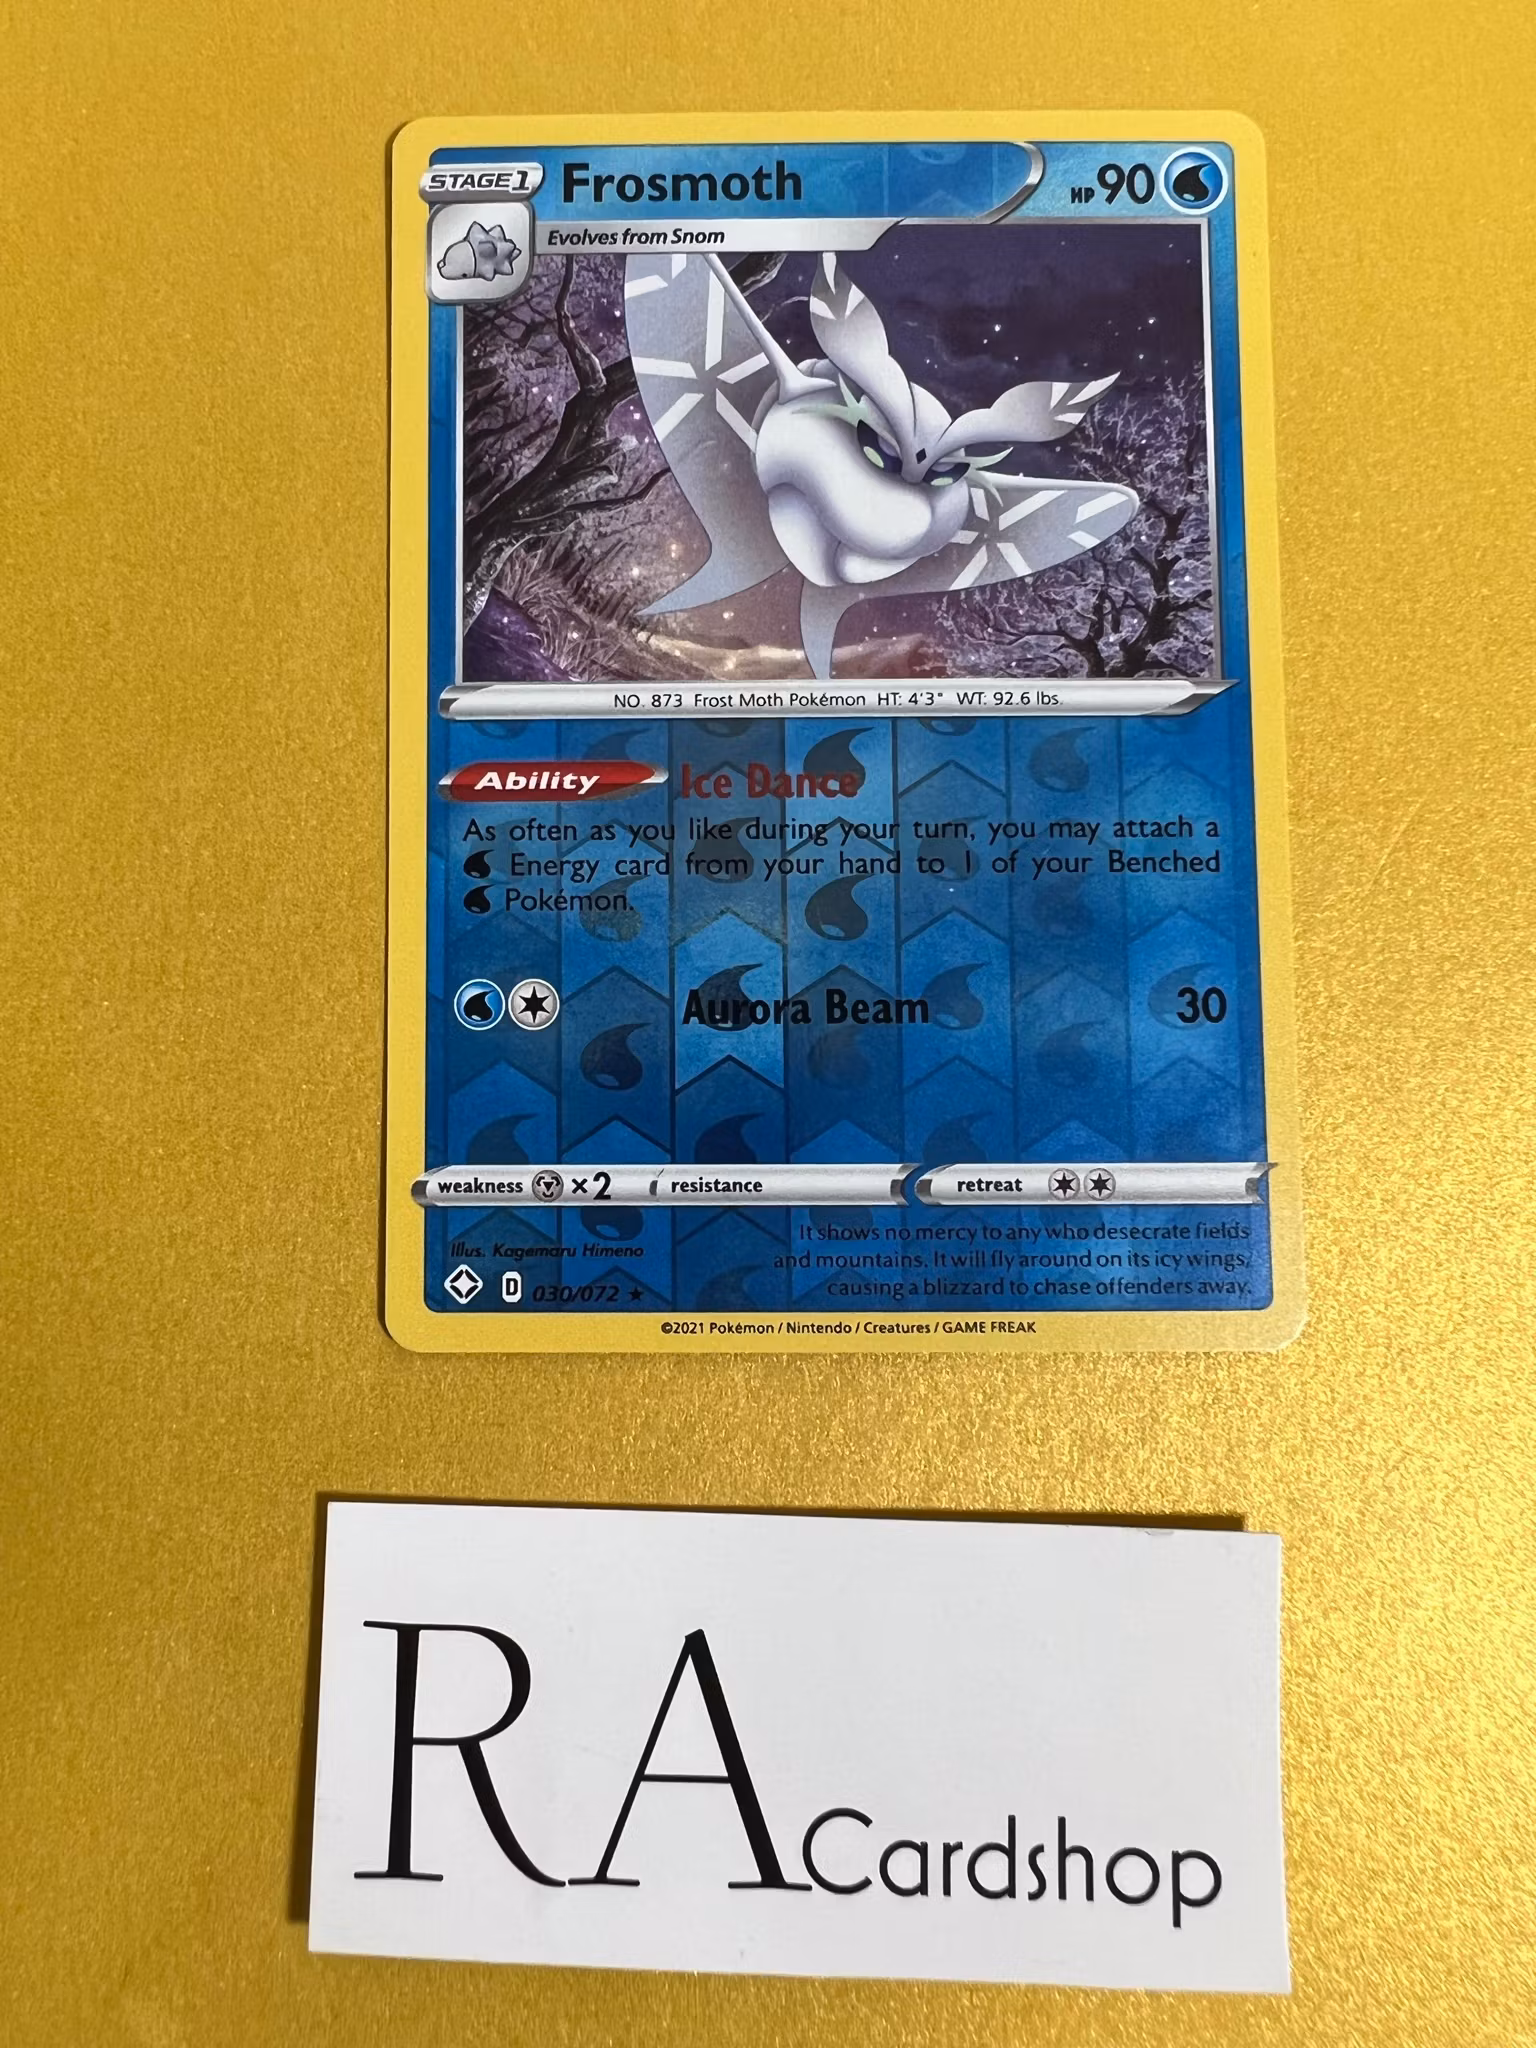 STAGE1
Frosmoth
HP90
Evolves from Snom
NO. 873 Frost Moth Pokémon HT: 4'3" WT: 92.6 lbs.
Ability Ice Dance
As often as you like during your turn, you may attach a
Energy card from your hand to 1 of your Benched
Pokémon.
Aurora Beam 30
weakness ×2 resistance retreat
It shows no mercy to any who desecrate fields
and mountains. It will fly around on its icy wings,
causing a blizzard to chase offenders away.
Illus. Kagemaru Himeno
D 030/072 ★
©2021 Pokémon / Nintendo / Creatures / GAME FREAK
RA Cardshop